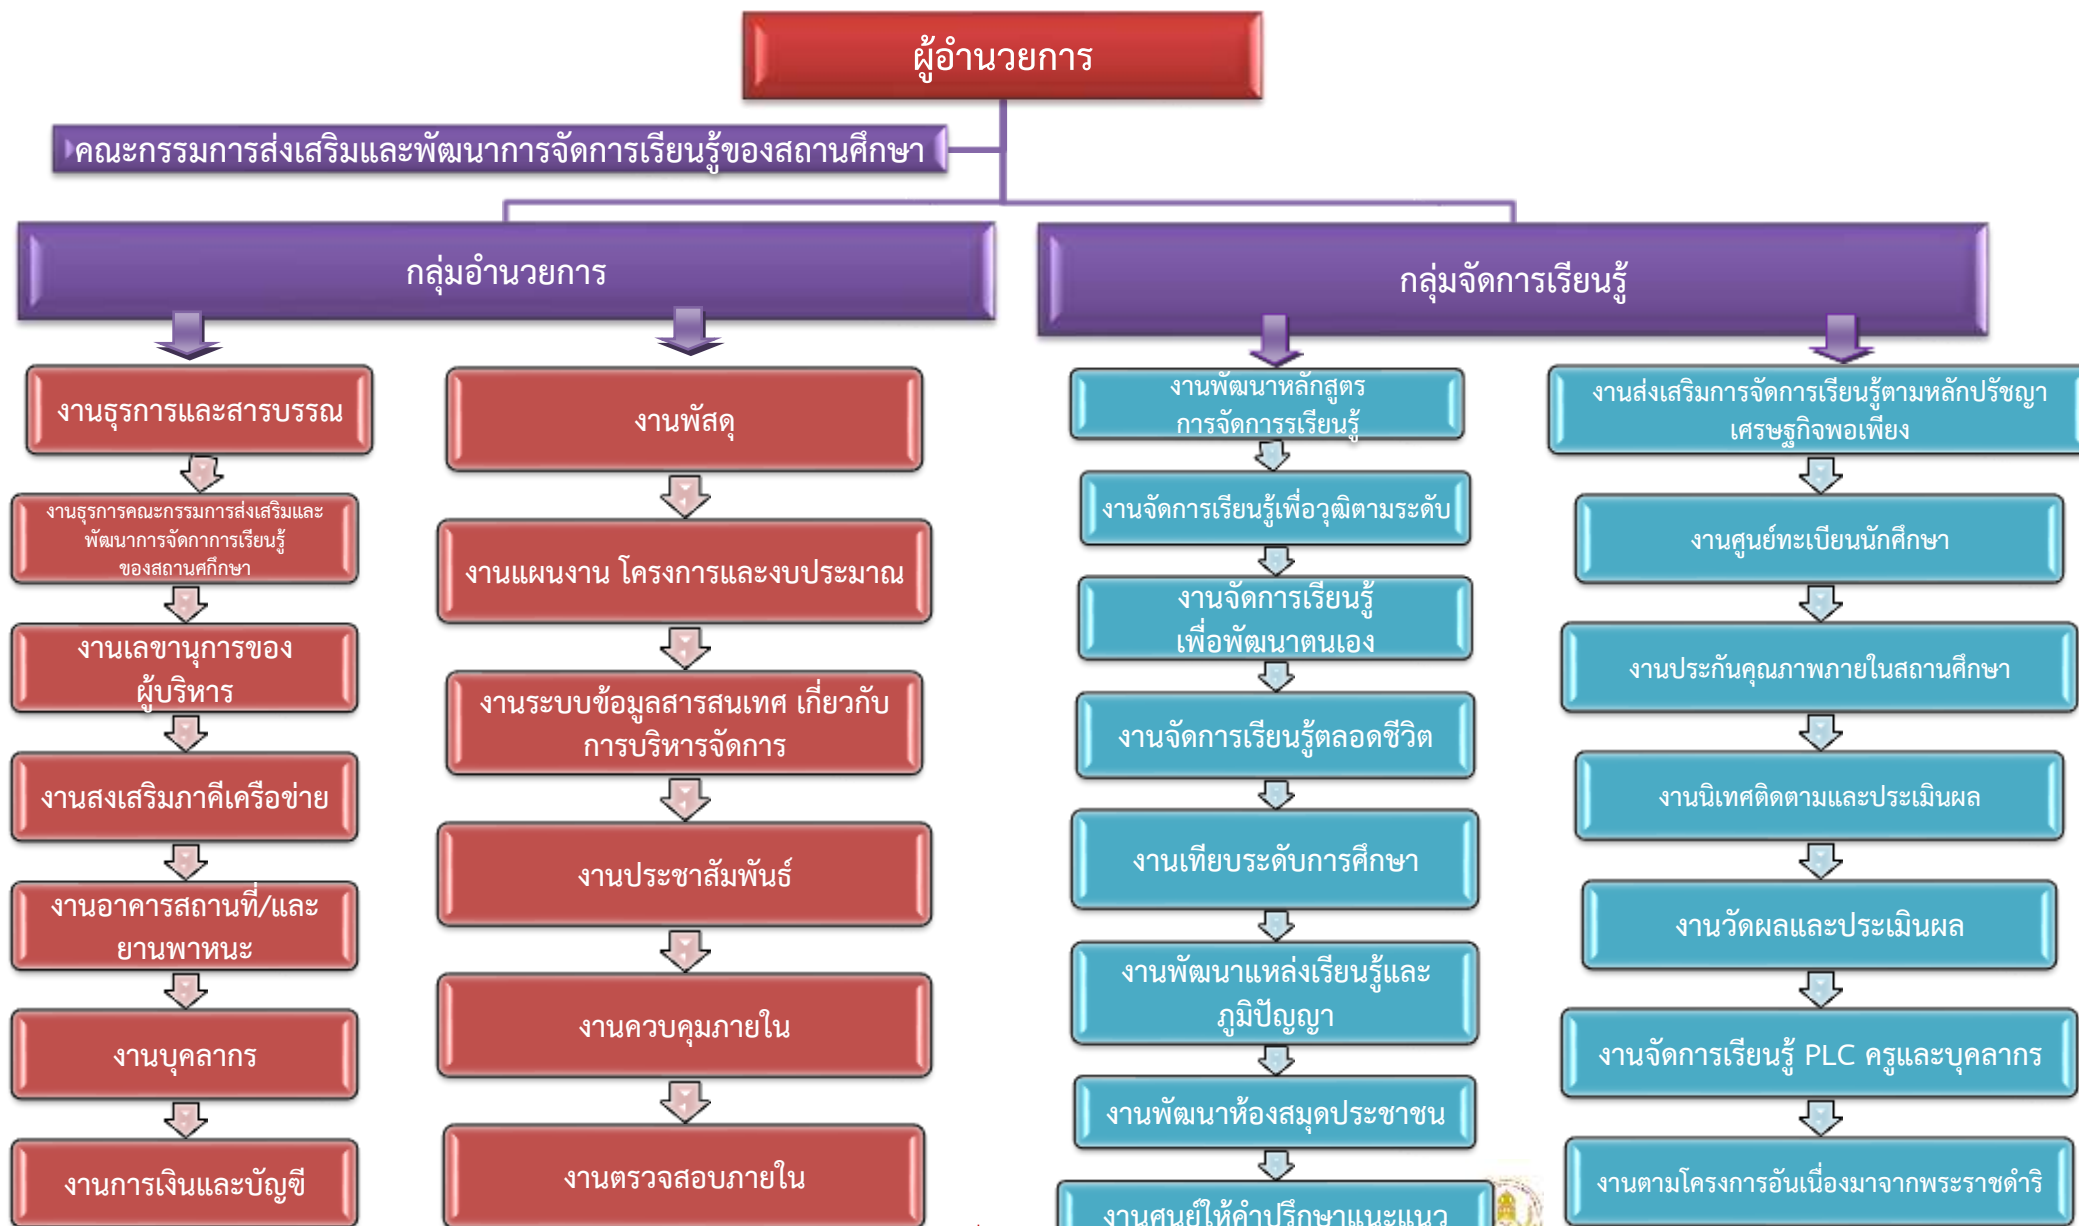 ผู้อำนวยการ
คณะกรรมการส่งเสริมและพัฒนาการจัดการเรียนรู้ของสถานศึกษา
กลุ่มอำนวยการ
กลุ่มจัดการเรียนรู้
งานธุรการและสารบรรณ
งานธุรการคณะกรรมการส่งเสริมและ
พัฒนาการจัดกาการเรียนรู้
ของสถานศึกษา
งานเลขานุการของ
ผู้บริหาร
งานสงเสริมภาคีเครือข่าย
งานอาคารสถานที่/และ
ยานพาหนะ
งานบุคลากร
งานการเงินและบัญชี
งานพัสดุ
งานแผนงาน โครงการและงบประมาณ
งานระบบข้อมูลสารสนเทศ เกี่ยวกับ
การบริหารจัดการ
งานประชาสัมพันธ์
งานควบคุมภายใน
งานตรวจสอบภายใน
งานพัฒนาหลักสูตร
การจัดการรเรียนรู้
งานจัดการเรียนรู้เพื่อวุฒิตามระดับ
งานจัดการเรียนรู้
เพื่อพัฒนาตนเอง
งานจัดการเรียนรู้ตลอดชีวิต
งานเทียบระดับการศึกษา
งานพัฒนาแหล่งเรียนรู้และ
ภูมิปัญญา
งานพัฒนาห้องสมุดประชาชน
งานศูนย์ให้คำปรึกษาแนะแนว
งานส่งเสริมการจัดการเรียนรู้ตามหลักปรัชญา
เศรษฐกิจพอเพียง
งานศูนย์ทะเบียนนักศึกษา
งานประกันคุณภาพภายในสถานศึกษา
งานนิเทศติดตามและประเมินผล
งานวัดผลและประเมินผล
งานจัดการเรียนรู้ PLC ครูและบุคลากร
งานตามโครงการอันเนื่องมาจากพระราชดำริ